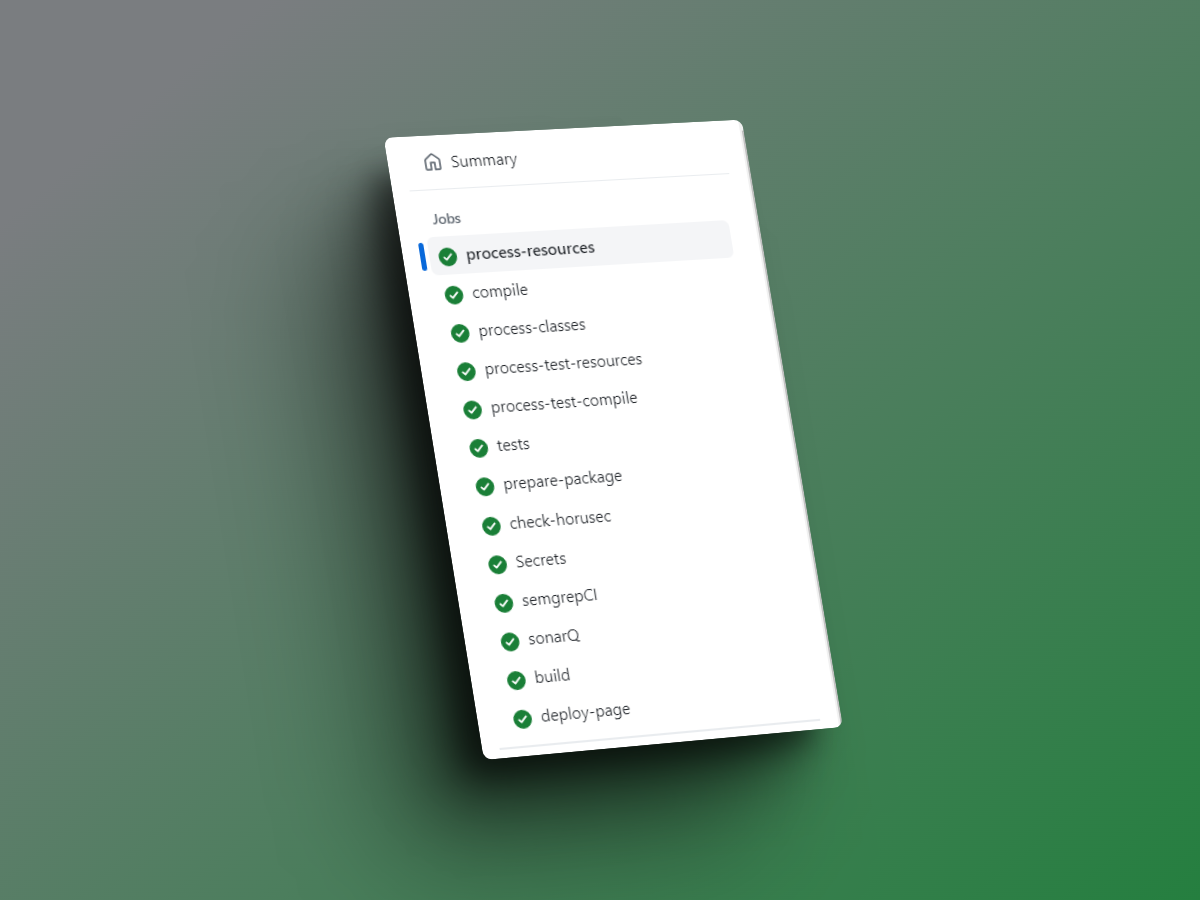 Summary
Jobs
process-resources
compile
process-classes
process-test-resources
process-test-compile
tests
prepare-package
check-horusec
Secrets
semgrepCI
sonarQ
build
deploy-page